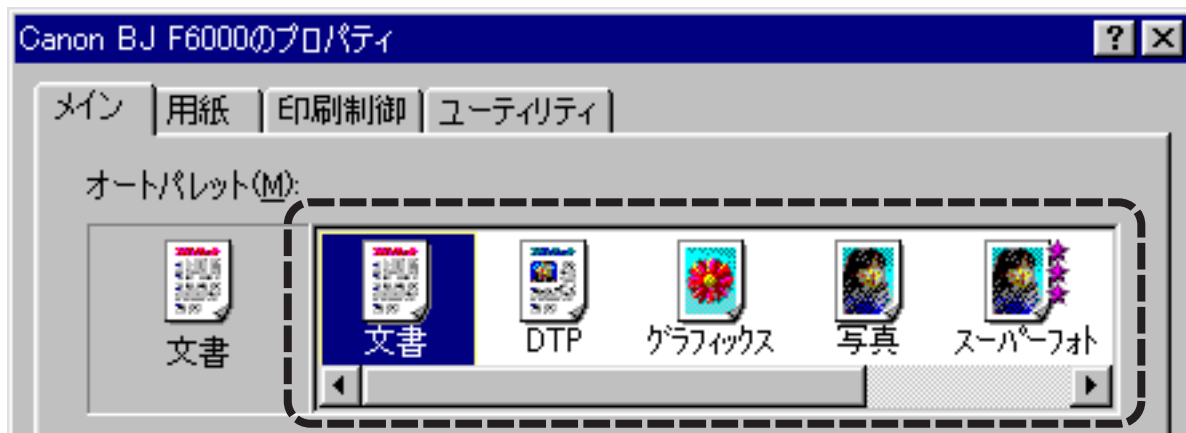 Canon BJ F6000のプロパティ
メイン 用紙 印刷制御 ユーティリティ
オートパレット(M):
文書 文書 DTP グラフィックス 写真 スーパーフォト